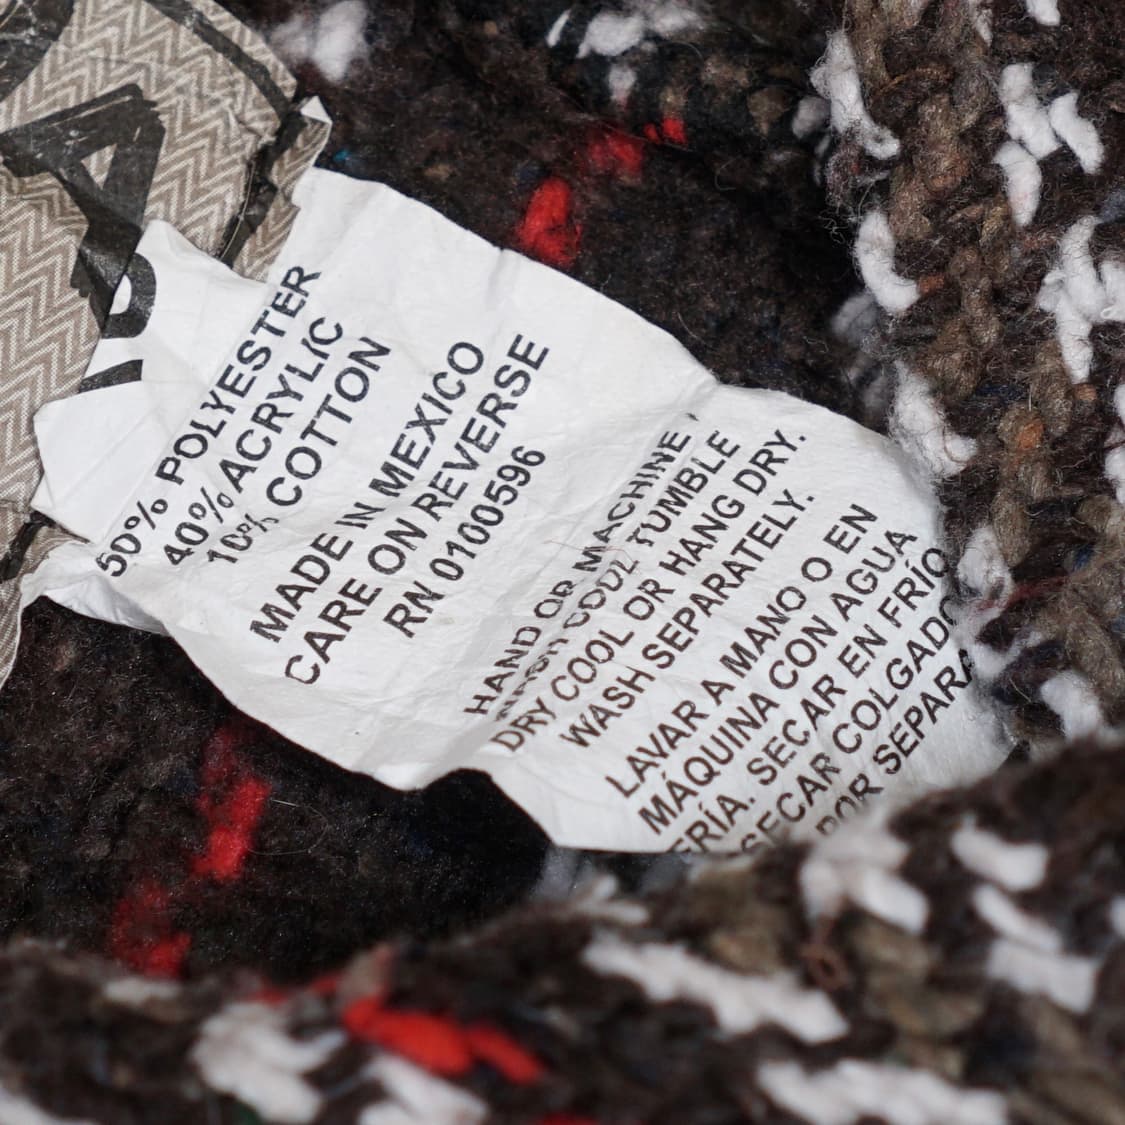 50% POLYESTER
40% ACRYLIC
10% COTTON
MADE IN MEXICO
CARE ON REVERSE
RN 0100596
HAND OR MACHINE
WASH COLD. TUMBLE
DRY COOL OR HANG DRY.
WASH SEPARATELY.
LAVAR A MANO O EN
MÁQUINA CON AGUA
FRÍA. SECAR EN FRÍO
SECAR COLGADO
POR SEPARA